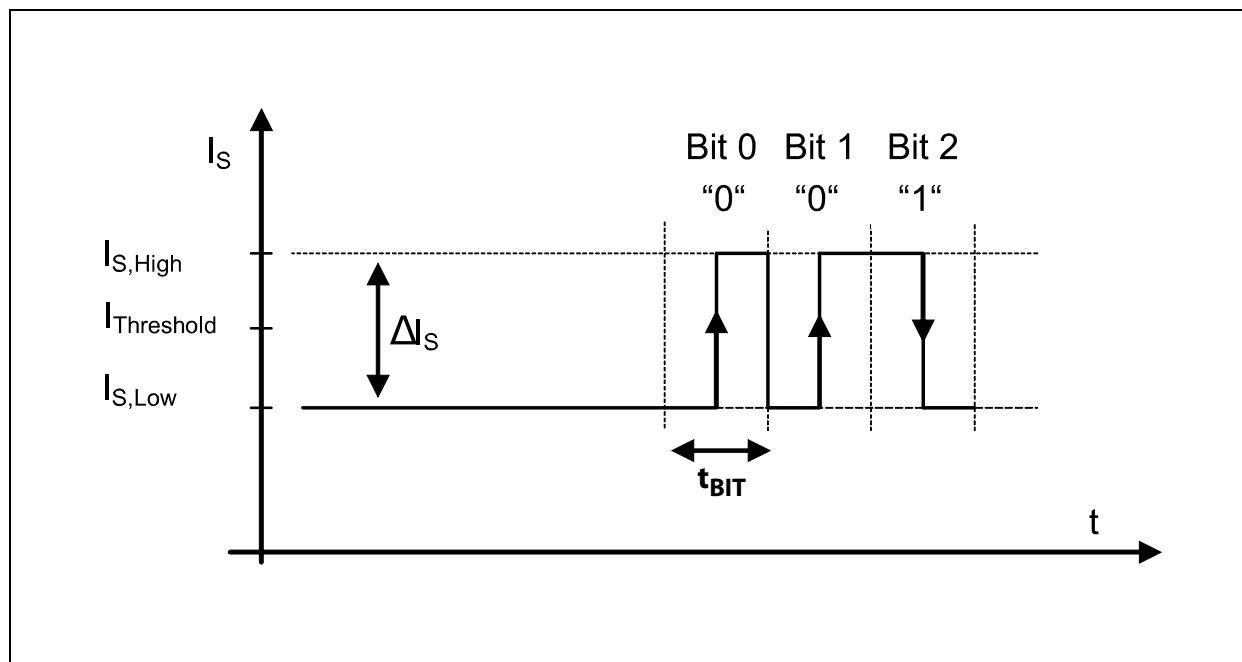 I_S
Bit 0 Bit 1 Bit 2
“0“ “0“ “1“
I_S,High
I_Threshold
ΔI_S
I_S,Low
t_BIT
t